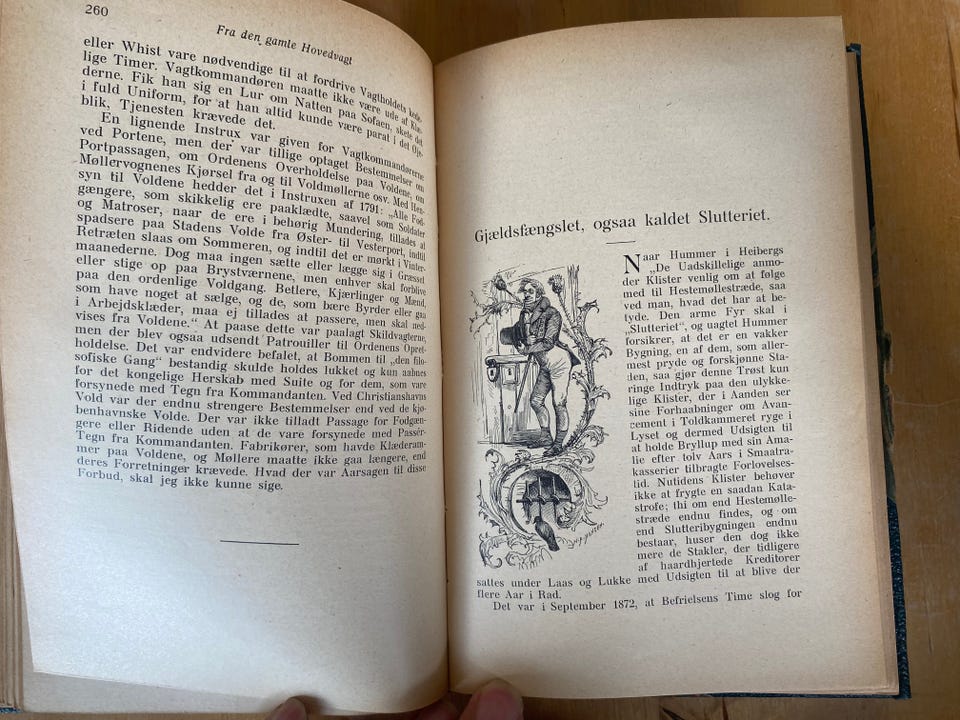 260
Fra den gamle Hovedvagt
eller Whist vare nødvendige til at fordrive Vagtholdets kede-
lige Timer. Vagtkommandøren maatte ikke være ude af Klæ-
derne. Fik han sig en Lur om Natten paa Sofaen, skete det
i fuld Uniform, for at han altid kunde være parat i det Øje-
blik, Tjenesten krævede det.
En lignende Instrux var given for Vagtkommandørerne
ved Portene, men der var tillige optaget Bestemmelser om
Portpassagen, om Ordenens Overholdelse paa Voldene, om
Møllervognenes Kjørsel fra og til Voldmøllerne osv. Med Hen-
syn til Voldene hedder det i Instruxen af 1791: „Alle Fod-
gængere, som skikkelig ere paaklædte, saavel som Soldater
og Matroser, naar de ere i behørig Mundering, tillades at
spadsere paa Stadens Volde fra Øster- til Vesterport, indtil
Retræten slaas om Sommeren, og indtil det er mørkt i Vinter-
maanederne. Dog maa ingen sætte eller lægge sig i Græsset
eller stige op paa Brystværnene, men enhver skal forblive
paa den ordenlige Voldgang. Betlere, Kjærlinger og Mænd,
som have noget at sælge, og de, som bære Byrder eller gaa
i Arbejdsklæder, maa ej tillades at passere, men skal ned-
vises fra Voldene.“ At paase dette var paalagt Skildvagterne,
men der blev ogsaa udsendt Patrouiller til Ordenens Opret-
holdelse. Det var endvidere befalet, at Bommen til „den filo-
sofiske Gang“ bestandig skulde holdes lukket og kun aabnes
for det kongelige Herskab med Suite og for dem, som vare
forsynede med Tegn fra Kommandanten. Ved Christianshavns
Vold var der endnu strengere Bestemmelser end ved de kjø-
benhavnske Volde. Der var ikke tilladt Passage for Fodgæn-
gere eller Ridende uden at de vare forsynede med Passér-
Tegn fra Kommandanten. Fabrikører, som havde Klæderam-
mer paa Voldene, og Møllere maatte ikke gaa længere, end
deres Forretninger krævede. Hvad der var Aarsagen til disse
Forbud, skal jeg ikke kunne sige.
Gjældsfængslet, ogsaa kaldet Slutteriet.
Naar Hummer i Heibergs
„De Uadskillelige anmo-
der Klister venlig om at følge
med til Hestemøllestræde, saa
ved man, hvad det har at be-
tyde. Den arme Fyr skal i
„Slutteriet“, og uagtet Hummer
forsikrer, at det er en vakker
Bygning, en af dem, som aller-
mest pryde og forskjønne Sta-
den, saa gjør denne Trøst kun
ringe Indtryk paa den ulykke-
lige Klister, der i Aanden ser
sine Forhaabninger om Avan-
cement i Toldkammeret ryge i
Lyset og dermed Udsigten til
at holde Bryllup med sin Ama-
lie efter tolv Aars i Smaatra-
kasserier tilbragte Forlovelses-
tid. Nutidens Klister behøver
ikke at frygte en saadan Kata-
strofe; thi om end Hestemølle-
stræde endnu findes, og om
end Slutteribygningen endnu
bestaar, huser den dog ikke
mere de Stakler, der tidligere
af haardhjertede Kreditorer
sattes under Laas og Lukke med Udsigten til at blive der
flere Aar i Rad.
Det var i September 1872, at Befrielsens Time slog for